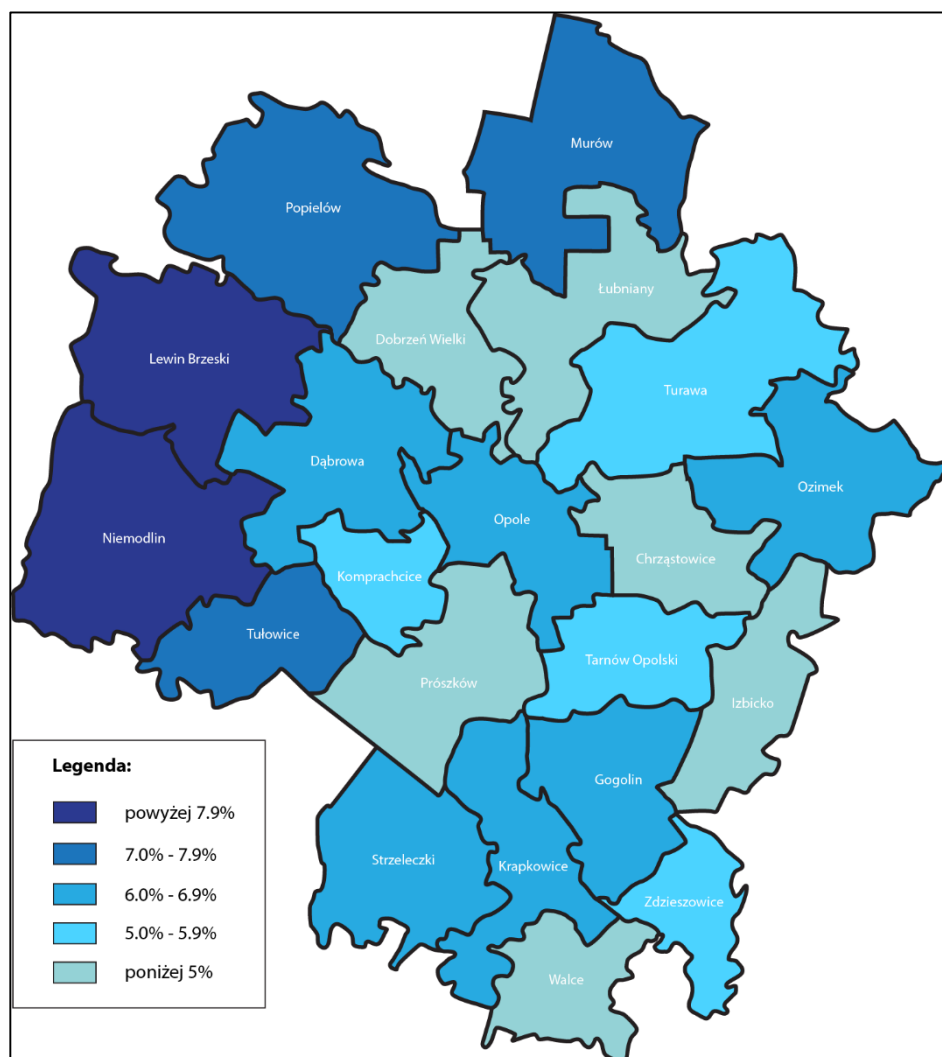 Murów
Popielów
Łubniany
Dobrzeń Wielki
Lewin Brzeski
Turawa
Dąbrowa
Ozimek
Opole
Niemodlin
Chrząstowice
Komprachcice
Tułowice
Tarnów Opolski
Prószków
Izbicko
Gogolin
Strzeleczki
Krapkowice
Zdzieszowice
Walce
Legenda:
powyżej 7.9%
7.0% - 7.9%
6.0% - 6.9%
5.0% - 5.9%
poniżej 5%